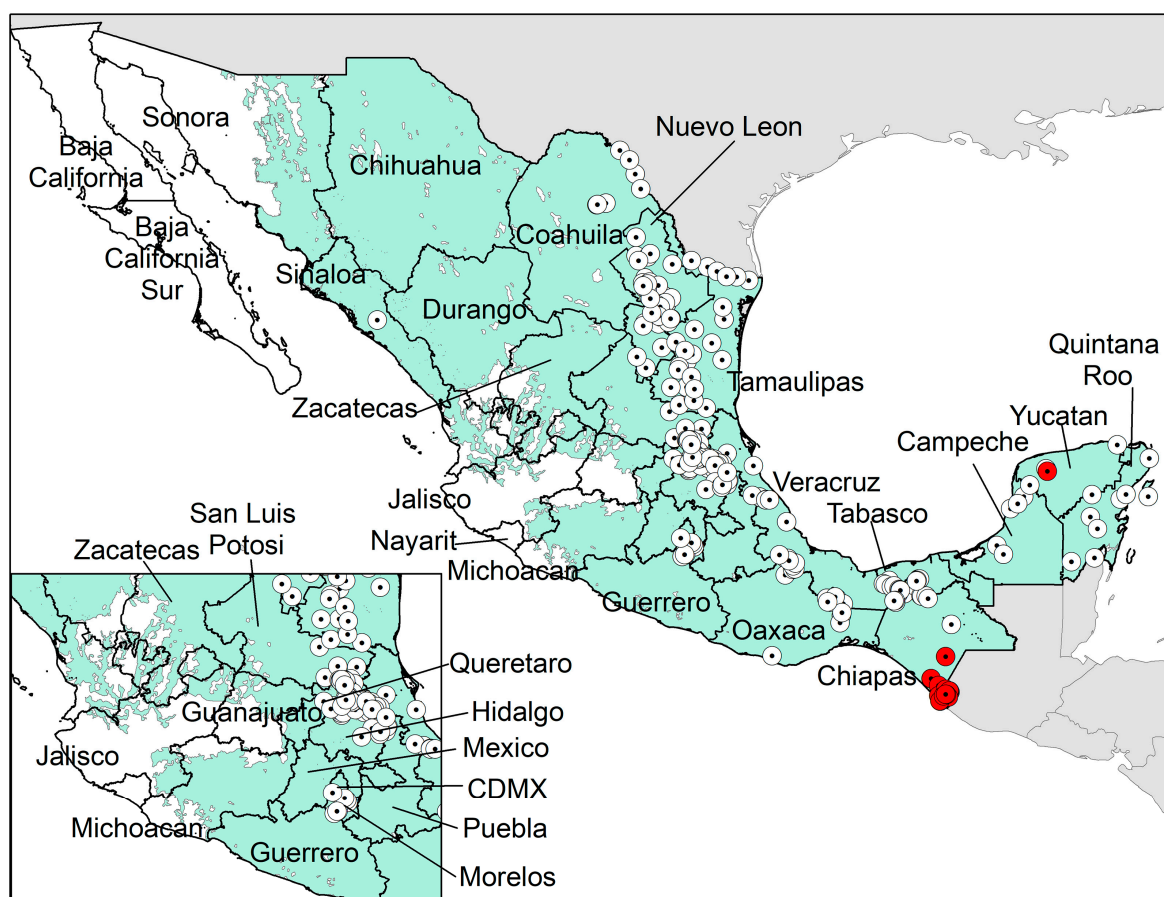 Nuevo Leon
Sonora
Baja
California
Chihuahua
Baja
California
Sur
Coahuila
Sinaloa
Durango
Quintana
Roo
Zacatecas
Tamaulipas
Yucatan
Campeche
Veracruz
Tabasco
Jalisco
San Luis
Potosi
Nayarit
Zacatecas
Michoacan
Guerrero
Oaxaca
Chiapas
Queretaro
Guanajuato
Hidalgo
Jalisco
Mexico
CDMX
Michoacan
Puebla
Guerrero
Morelos